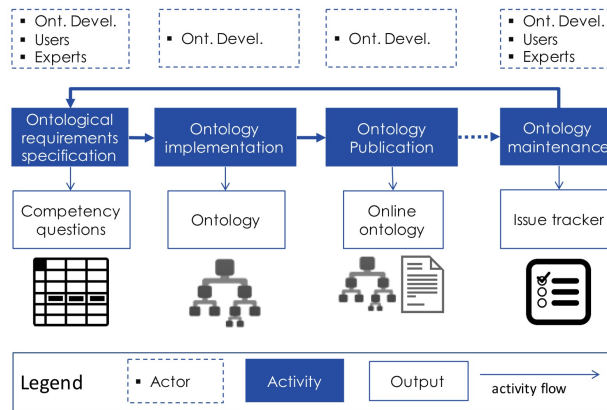 ▪ Ont. Devel.
▪ Users
▪ Experts
▪ Ont. Devel.
▪ Ont. Devel.
▪ Ont. Devel.
▪ Users
▪ Experts
Ontological
requirements
specification
Ontology
implementation
Ontology
Publication
Ontology
maintenance
Competency
questions
Ontology
Online
ontology
Issue tracker
Legend
▪ Actor
Activity
Output
activity flow